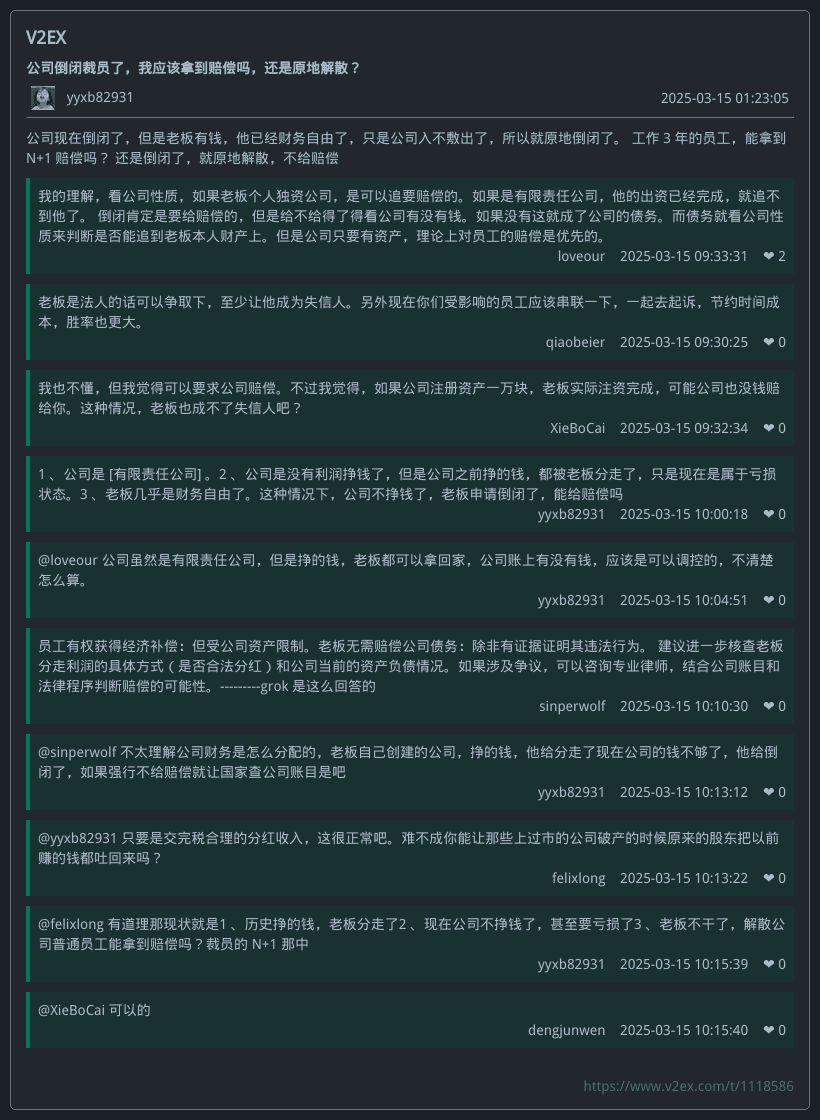 V2EX
公司倒闭裁员了，我应该拿到赔偿吗，还是原地解散？
yyxb82931 2025-03-15 01:23:05
公司现在倒闭了，但是老板有钱，他已经财务自由了，只是公司入不敷出了，所以就原地倒闭了。 工作 3 年的员工，能拿到
N+1 赔偿吗？ 还是倒闭了，就原地解散，不给赔偿
我的理解，看公司性质，如果老板个人独资公司，是可以追要赔偿的。如果是有限责任公司，他的出资已经完成，就追不
到他了。 倒闭肯定是要给赔偿的，但是给不给得了得看公司有没有钱。如果没有这就成了公司的债务。而债务就看公司性
质来判断是否能追到老板本人财产上。但是公司只要有资产，理论上对员工的赔偿是优先的。
loveour 2025-03-15 09:33:31 ❤ 2
老板是法人的话可以争取下，至少让他成为失信人。另外现在你们受影响的员工应该串联一下，一起去起诉，节约时间成
本，胜率也更大。
qiaobeier 2025-03-15 09:30:25 ❤ 0
我也不懂，但我觉得可以要求公司赔偿。不过我觉得，如果公司注册资产一万块，老板实际注资完成，可能公司也没钱赔
给你。这种情况，老板也成不了失信人吧？
XieBoCai 2025-03-15 09:32:34 ❤ 0
1 、公司是 [有限责任公司] 。2 、公司是没有利润挣钱了，但是公司之前挣的钱，都被老板分走了，只是现在是属于亏损
状态。3 、老板几乎是财务自由了。这种情况下，公司不挣钱了，老板申请倒闭了，能给赔偿吗
yyxb82931 2025-03-15 10:00:18 ❤ 0
@loveour 公司虽然是有限责任公司，但是挣的钱，老板都可以拿回家，公司账上有没有钱，应该是可以调控的，不清楚
怎么算。
yyxb82931 2025-03-15 10:04:51 ❤ 0
员工有权获得经济补偿：但受公司资产限制。老板无需赔偿公司债务：除非有证据证明其违法行为。 建议进一步核查老板
分走利润的具体方式（是否合法分红）和公司当前的资产负债情况。如果涉及争议，可以咨询专业律师，结合公司账目和
法律程序判断赔偿的可能性。---------grok 是这么回答的
sinperwolf 2025-03-15 10:10:30 ❤ 0
@sinperwolf 不太理解公司财务是怎么分配的，老板自己创建的公司，挣的钱，他给分走了现在公司的钱不够了，他给倒
闭了，如果强行不给赔偿就让国家查公司账目是吧
yyxb82931 2025-03-15 10:13:12 ❤ 0
@yyxb82931 只要是交完税合理的分红收入，这很正常吧。难不成你能让那些上过市的公司破产的时候原来的股东把以前
赚的钱都吐回来吗？
felixlong 2025-03-15 10:13:22 ❤ 0
@felixlong 有道理那现状就是1 、历史挣的钱，老板分走了2 、现在公司不挣钱了，甚至要亏损了3 、老板不干了，解散公
司普通员工能拿到赔偿吗？裁员的 N+1 那中
yyxb82931 2025-03-15 10:15:39 ❤ 0
@XieBoCai 可以的
dengjunwen 2025-03-15 10:15:40 ❤ 0
https://www.v2ex.com/t/1118586